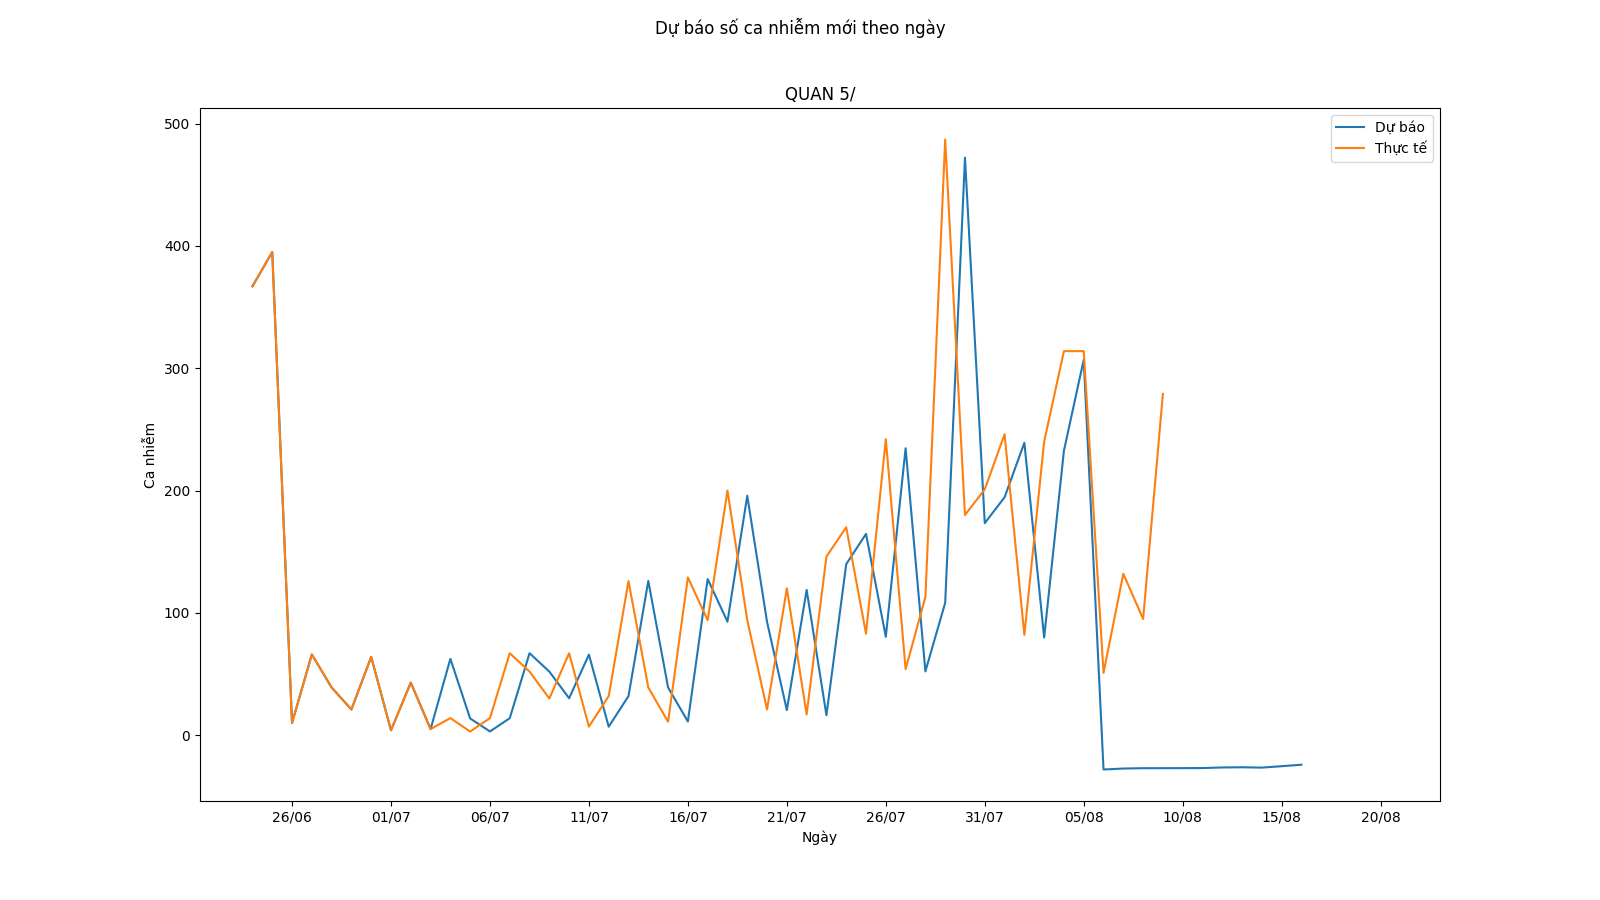 Dự báo số ca nhiễm mới theo ngày
QUAN 5/
Dự báo
Thực tế
500
400
300
200
100
0
Ca nhiễm
26/06 01/07 06/07 11/07 16/07 21/07 26/07 31/07 05/08 10/08 15/08 20/08
Ngày